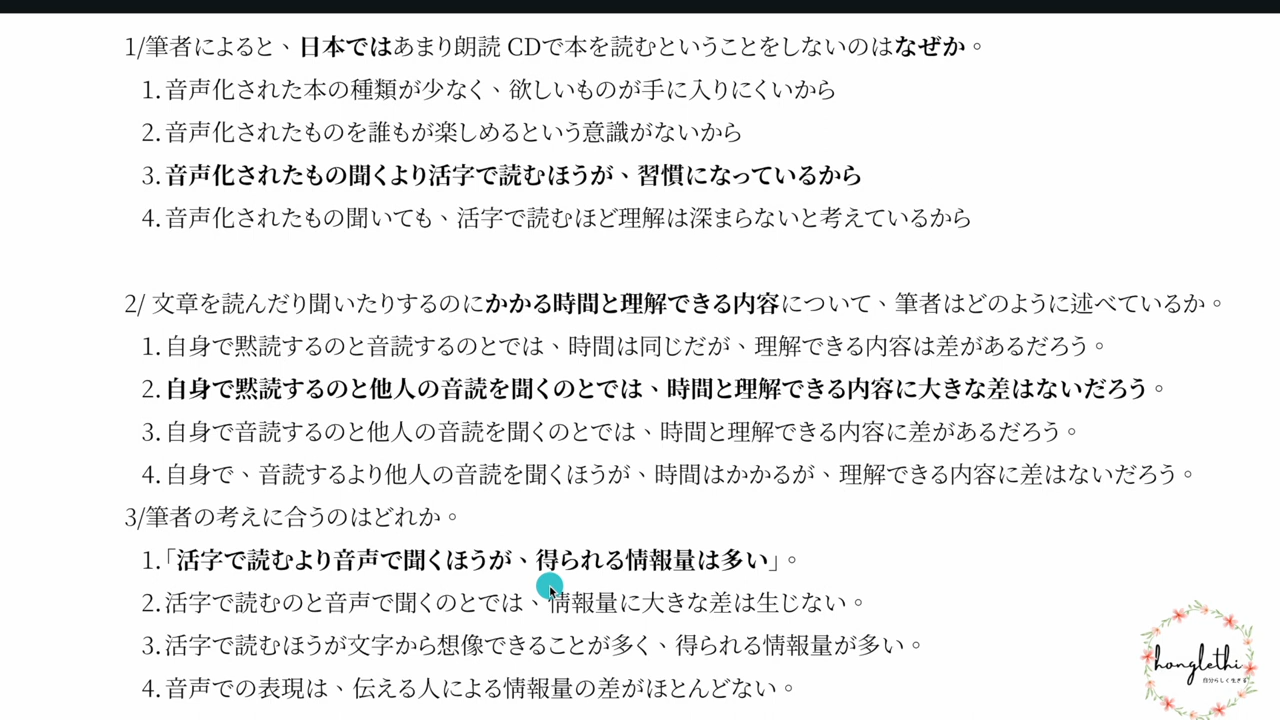 1/筆者によると、日本ではあまり朗読 CDで本を読むということをしないのはなぜか。
1. 音声化された本の種類が少なく、欲しいものが手に入りにくいから
2. 音声化されたものを誰もが楽しめるという意識がないから
3. 音声化されたもの聞くより活字で読むほうが、習慣になっているから
4. 音声化されたもの聞いても、活字で読むほど理解は深まらないと考えているから
2/ 文章を読んだり聞いたりするのにかかる時間と理解できる内容について、筆者はどのように述べているか。
1. 自身で黙読するのと音読するのとでは、時間は同じだが、理解できる内容は差があるだろう。
2. 自身で黙読するのと他人の音読を聞くのとでは、時間と理解できる内容に大きな差はないだろう。
3. 自身で音読するのと他人の音読を聞くのとでは、時間と理解できる内容に差があるだろう。
4. 自身で、音読するより他人の音読を聞くほうが、時間はかかるが、理解できる内容に差はないだろう。
3/筆者の考えに合うのはどれか。
1.「活字で読むより音声で聞くほうが、得られる情報量は多い」。
2. 活字で読むのと音声で聞くのとでは、情報量に大きな差は生じない。
3. 活字で読むほうが文字から想像できることが多く、得られる情報量が多い。
4. 音声での表現は、伝える人による情報量の差がほとんどない。
honglethi
自分らしく生きる